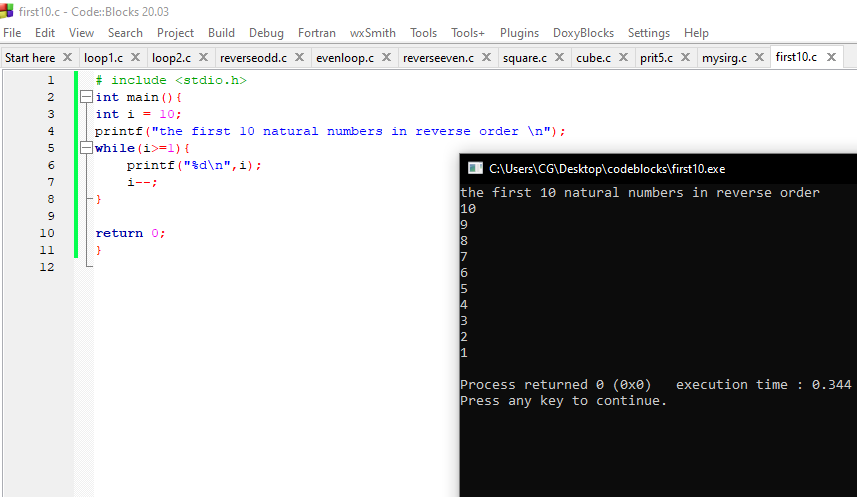 first10.c - Code::Blocks 20.03
File Edit View Search Project Build Debug Fortran wxSmith Tools Tools+ Plugins DoxyBlocks Settings Help
Start here X loop1.c X loop2.c X reverseodd.c X evenloop.c X reverseeven.c X square.c X cube.c X prit5.c X mysirg.c X first10.c X
1 # include <stdio.h>
2 int main(){
3 int i = 10;
4 printf("the first 10 natural numbers in reverse order \n");
5 while(i>=1){
6 printf("%d\n",i);
7 i--;
8 }
9
10 return 0;
11 }
12
C:\Users\CG\Desktop\codeblocks\first10.exe
the first 10 natural numbers in reverse order
10
9
8
7
6
5
4
3
2
1
Process returned 0 (0x0) execution time : 0.344
Press any key to continue.